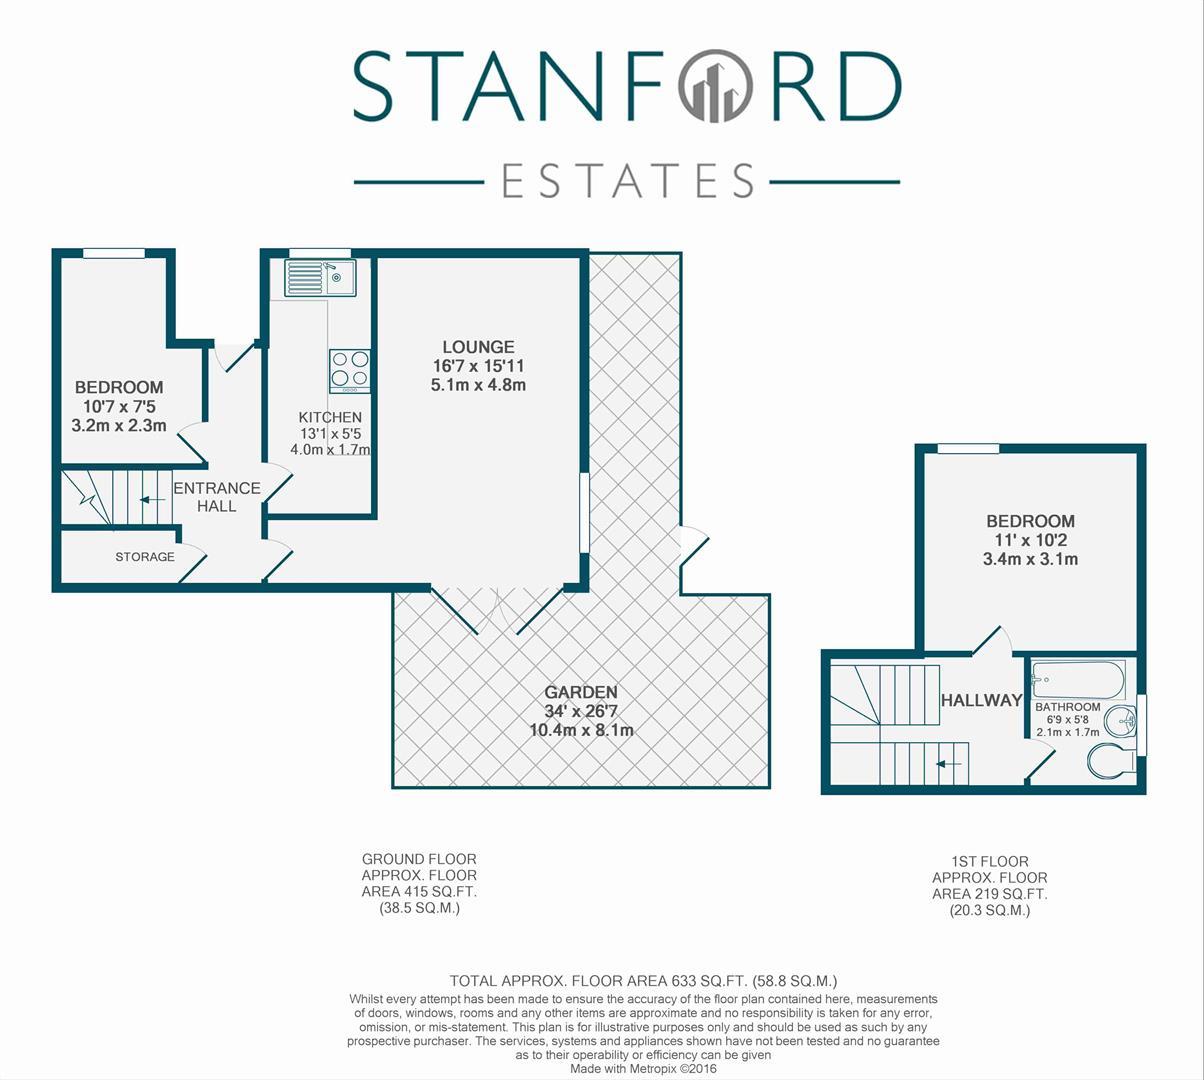 STANFORD
ESTATES
LOUNGE
16'7 x 15'11
5.1m x 4.8m
BEDROOM
10'7 x 7'5
3.2m x 2.3m
KITCHEN
13'1 x 5'5
4.0m x 1.7m
ENTRANCE
HALL
STORAGE
GARDEN
34' x 26'7
10.4m x 8.1m
BEDROOM
11' x 10'2
3.4m x 3.1m
HALLWAY
BATHROOM
6'9 x 5'8
2.1m x 1.7m
GROUND FLOOR
APPROX. FLOOR
AREA 415 SQ.FT.
(38.5 SQ.M.)
1ST FLOOR
APPROX. FLOOR
AREA 219 SQ.FT.
(20.3 SQ.M.)
TOTAL APPROX. FLOOR AREA 633 SQ.FT. (58.8 SQ.M.)
Whilst every attempt has been made to ensure the accuracy of the floor plan contained here, measurements
of doors, windows, rooms and any other items are approximate and no responsibility is taken for any error,
omission, or mis-statement. This plan is for illustrative purposes only and should be used as such by any
prospective purchaser. The services, systems and appliances shown have not been tested and no guarantee
as to their operability or efficiency can be given
Made with Metropix ©2016